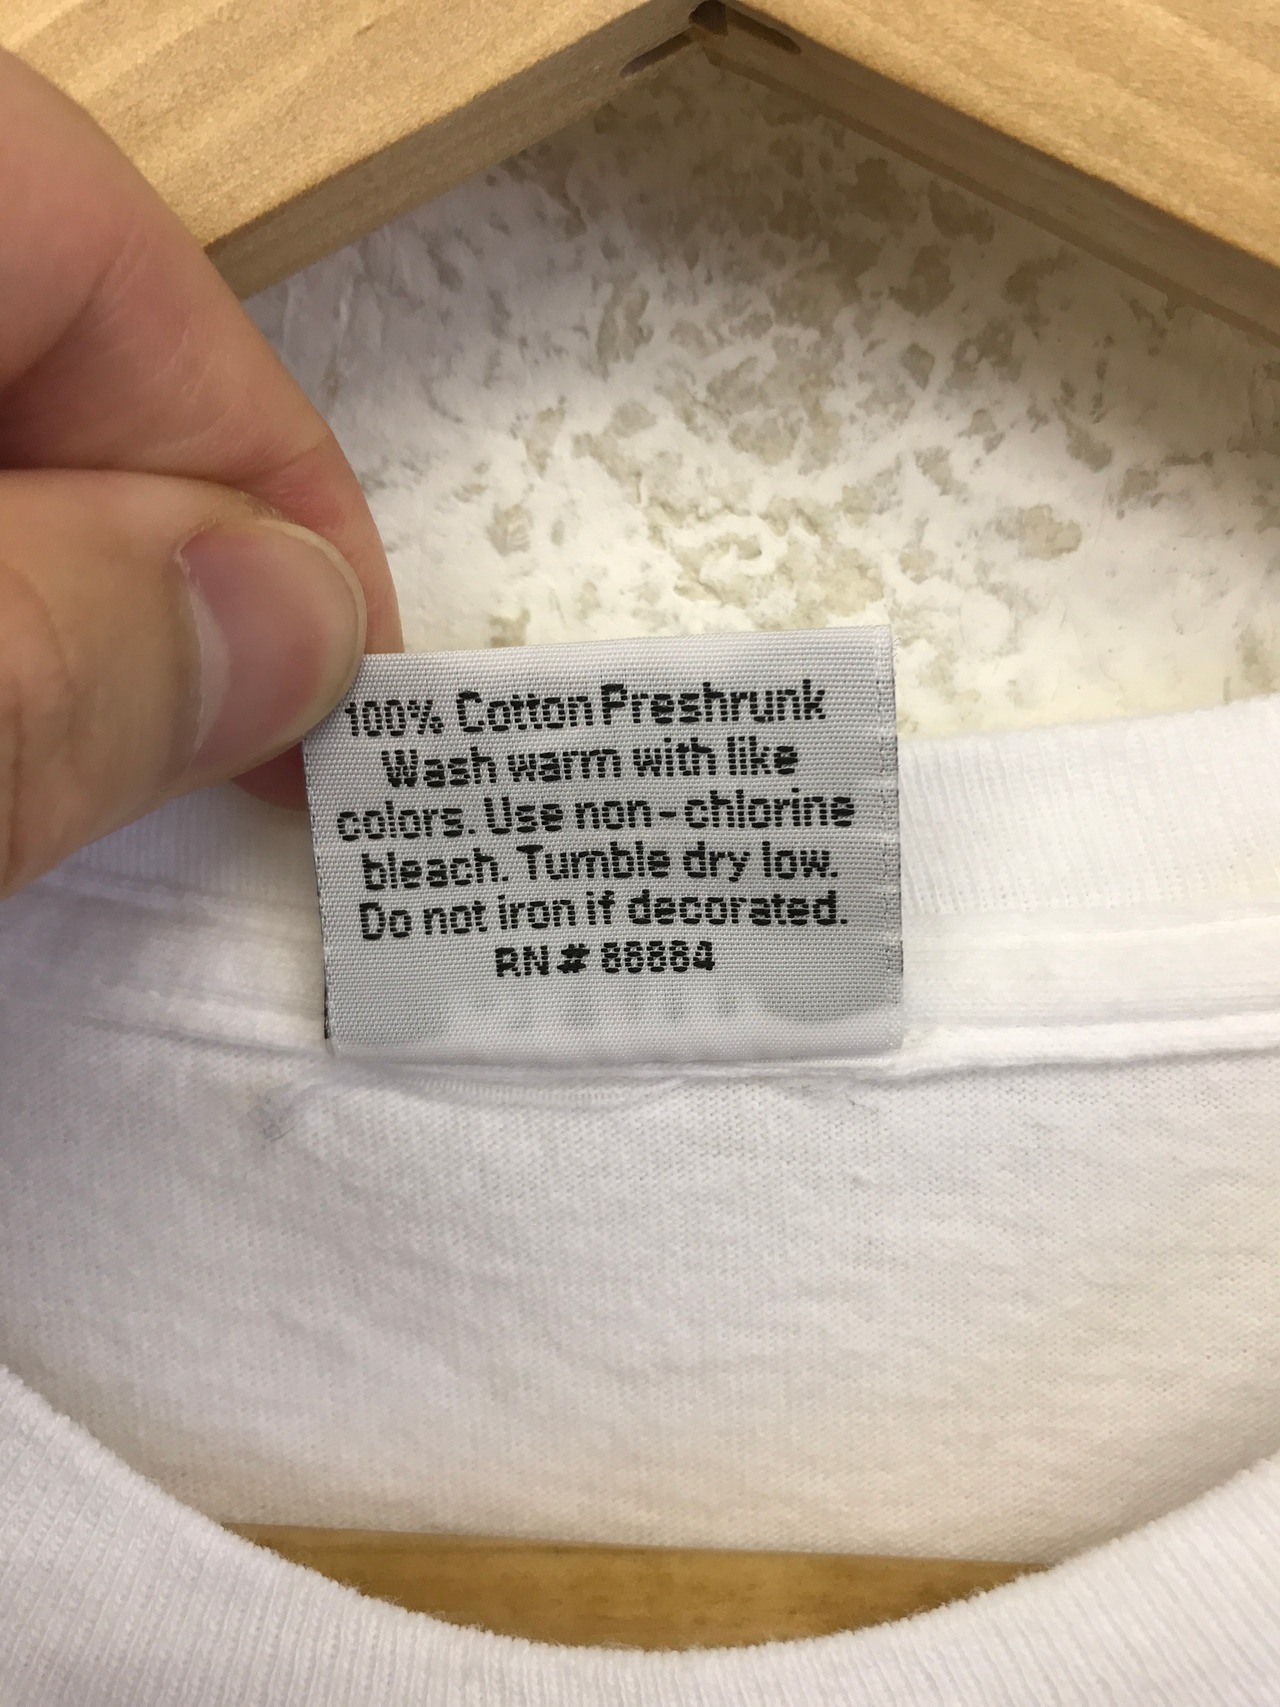 100% Cotton Preshrunk
Wash warm with like
colors. Use non-chlorine
bleach. Tumble dry low.
Do not iron if decorated.
RN# 86884